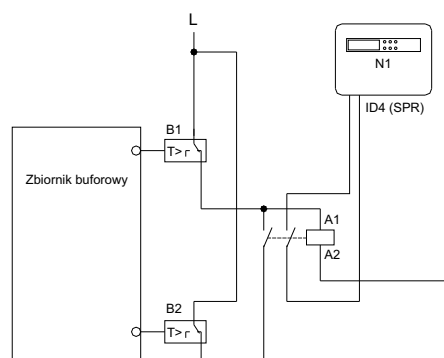 L
N1
ID4 (SPR)
B1
T>
Zbiornik buforowy
A1
A2
B2
T>